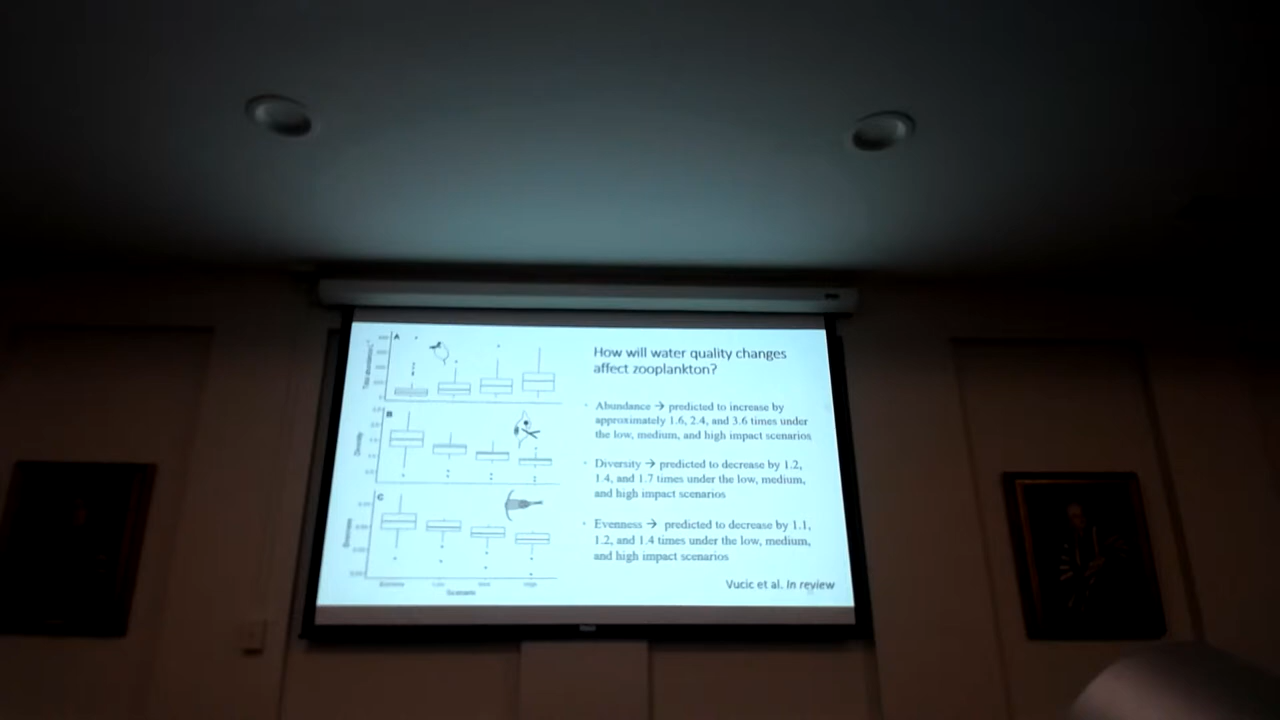 How will water quality changes
affect zooplankton?
Abundance → predicted to increase by
approximately 1.6, 2.4, and 3.6 times under
the low, medium, and high impact scenarios
Diversity → predicted to decrease by 1.2,
1.4, and 1.7 times under the low, medium,
and high impact scenarios
Evenness → predicted to decrease by 1.1,
1.2, and 1.4 times under the low, medium,
and high impact scenarios
Vucic et al. In review
A
B
Diversity
C
Evenness
Scenario